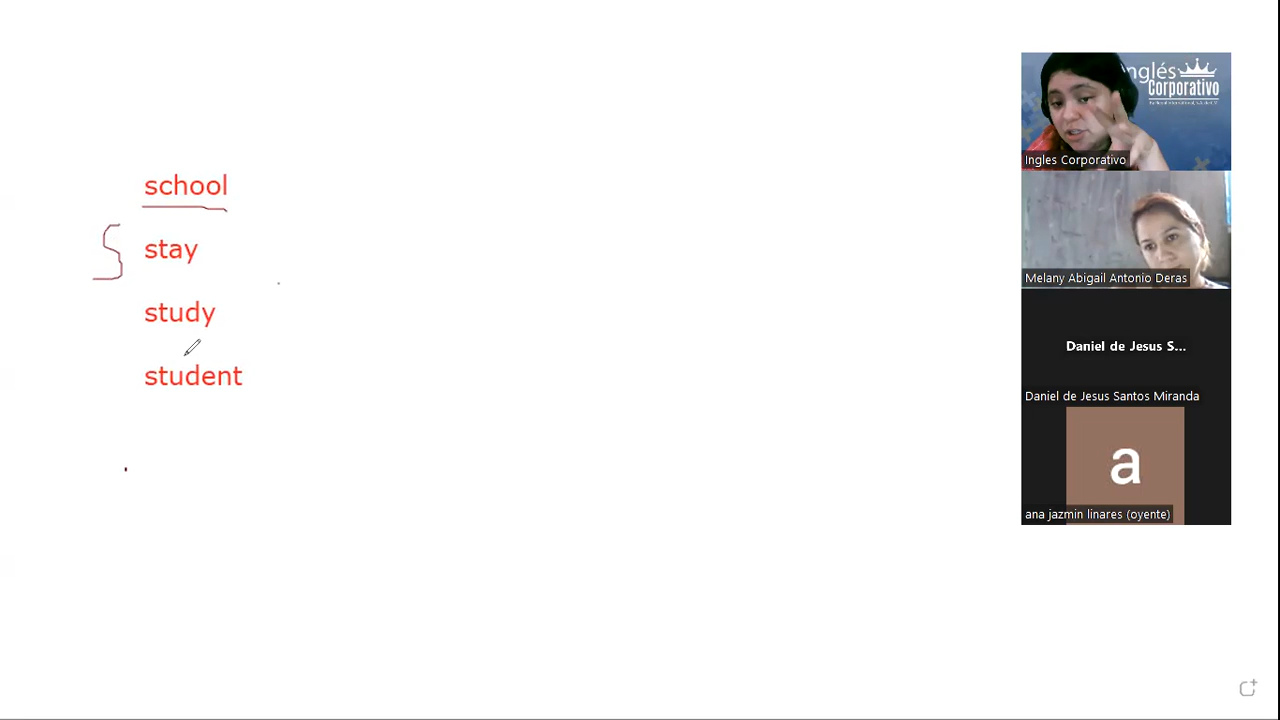 school
stay
study
student
S
inglés
Corporativo
Ingles Corporativo
Melany Abigail Antonio Deras
Daniel de Jesus S...
Daniel de Jesus Santos Miranda
a
ana jazmin linares (oyente)